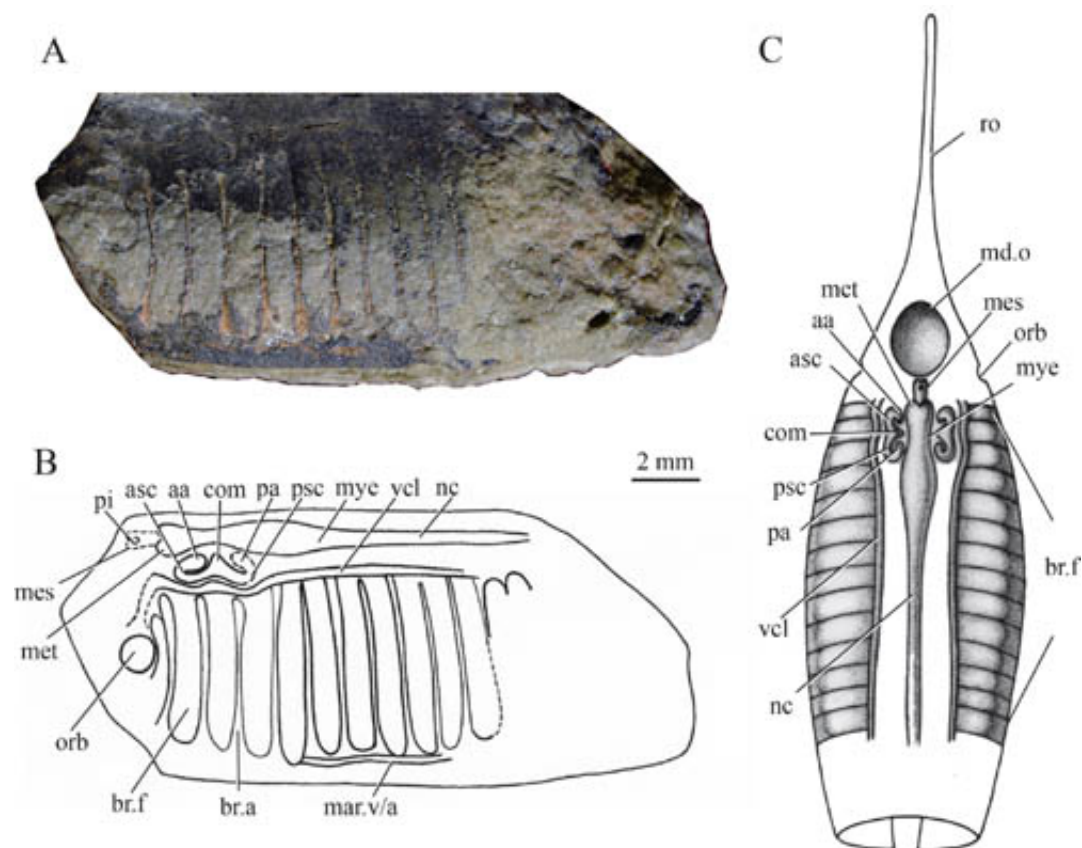 A
B
2 mm
asc aa com pa psc mye vcl nc
pi
mes
met
orb
br.f
br.a
mar.v/a
C
ro
md.o
met
mes
aa
orb
asc
mye
com
psc
pa
br.f
vcl
nc